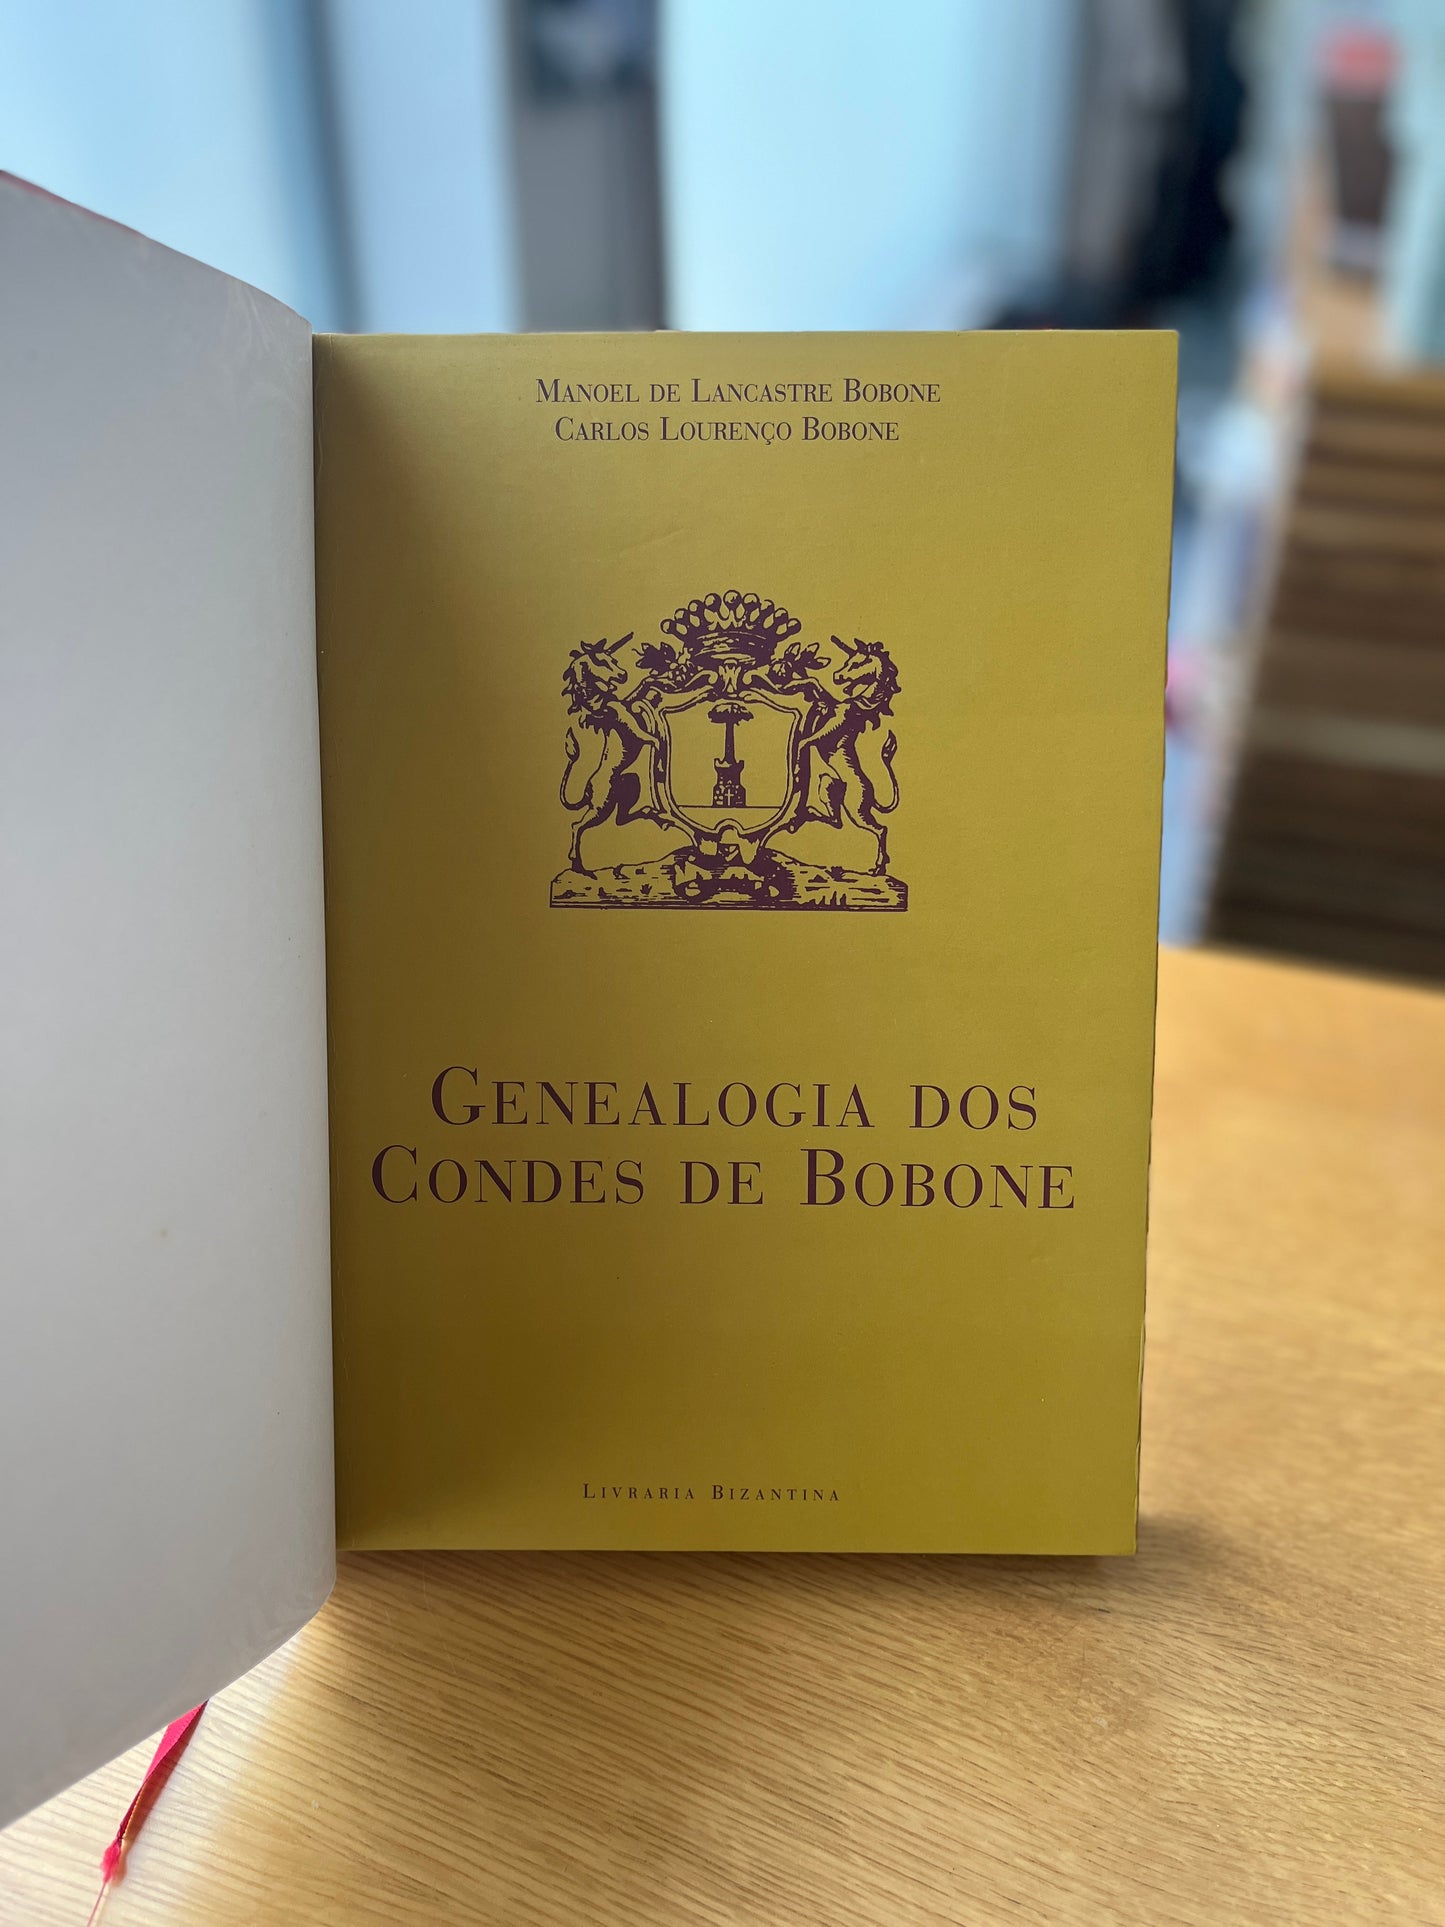 Manoel de Lancastre Bobone
Carlos Lourenço Bobone
Genealogia dos
Condes de Bobone
Livraria Bizantina